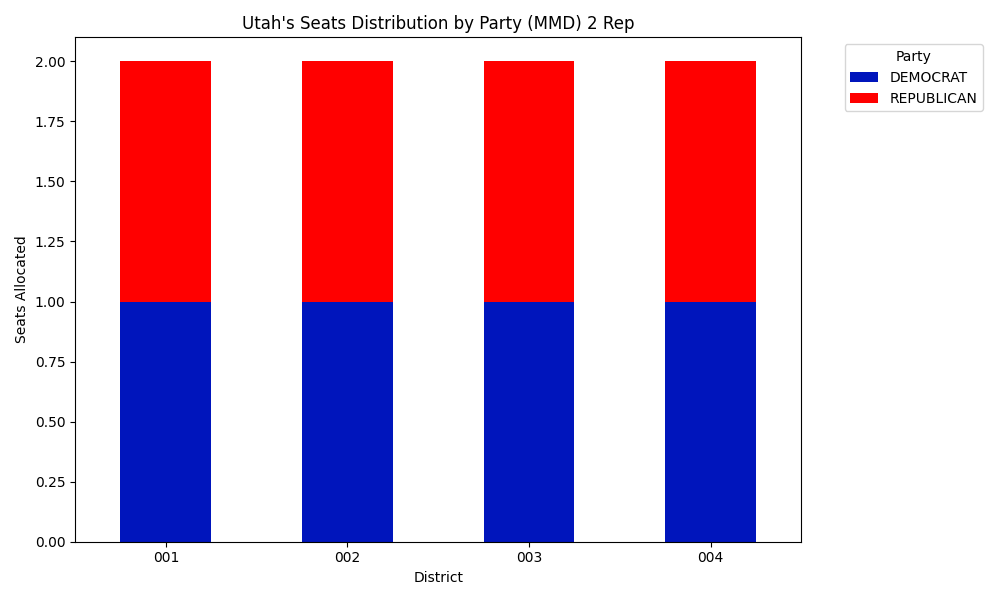 Utah's Seats Distribution by Party (MMD) 2 Rep
Party
DEMOCRAT
REPUBLICAN
Seats Allocated
2.00
1.75
1.50
1.25
1.00
0.75
0.50
0.25
0.00
001 002 003 004
District